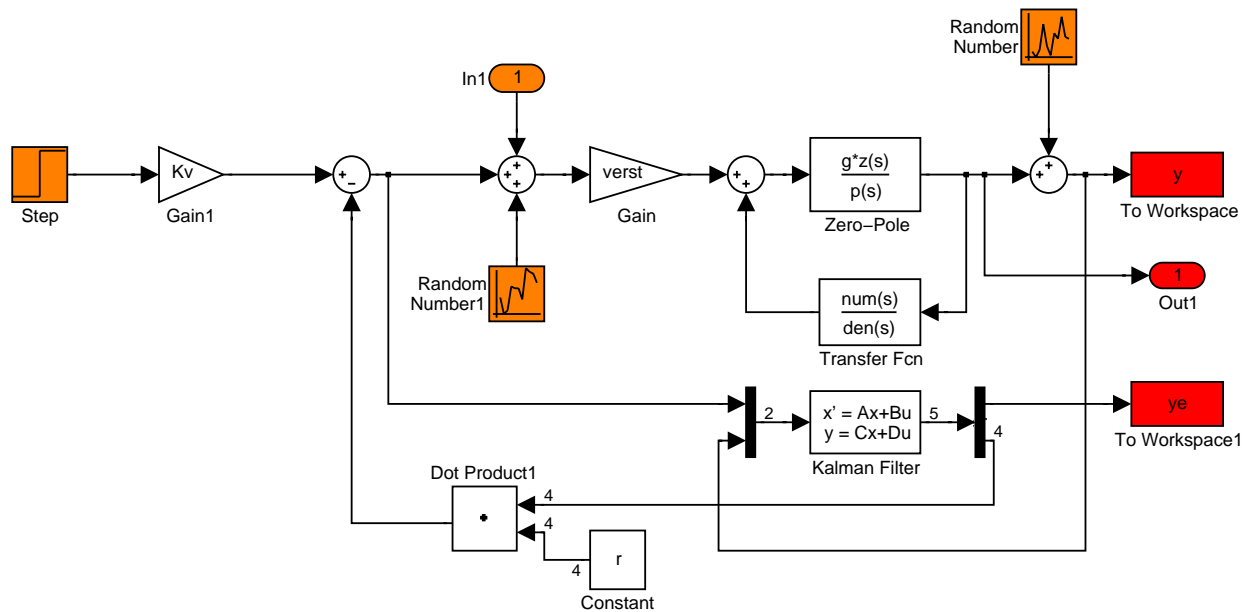 Random
Number
In1
1
Kv
verst
g*z(s)
p(s)
y
Step
Gain1
Gain
Zero−Pole
To Workspace
Random
Number1
num(s)
den(s)
1
Out1
Transfer Fcn
2
x' = Ax+Bu
y = Cx+Du
5
4
ye
Kalman Filter
To Workspace1
Dot Product1
4
4
4
r
Constant